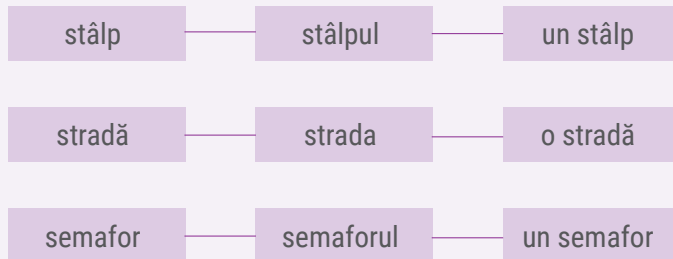 stâlp stâlpul un stâlp
stradă strada o stradă
semafor semaforul un semafor